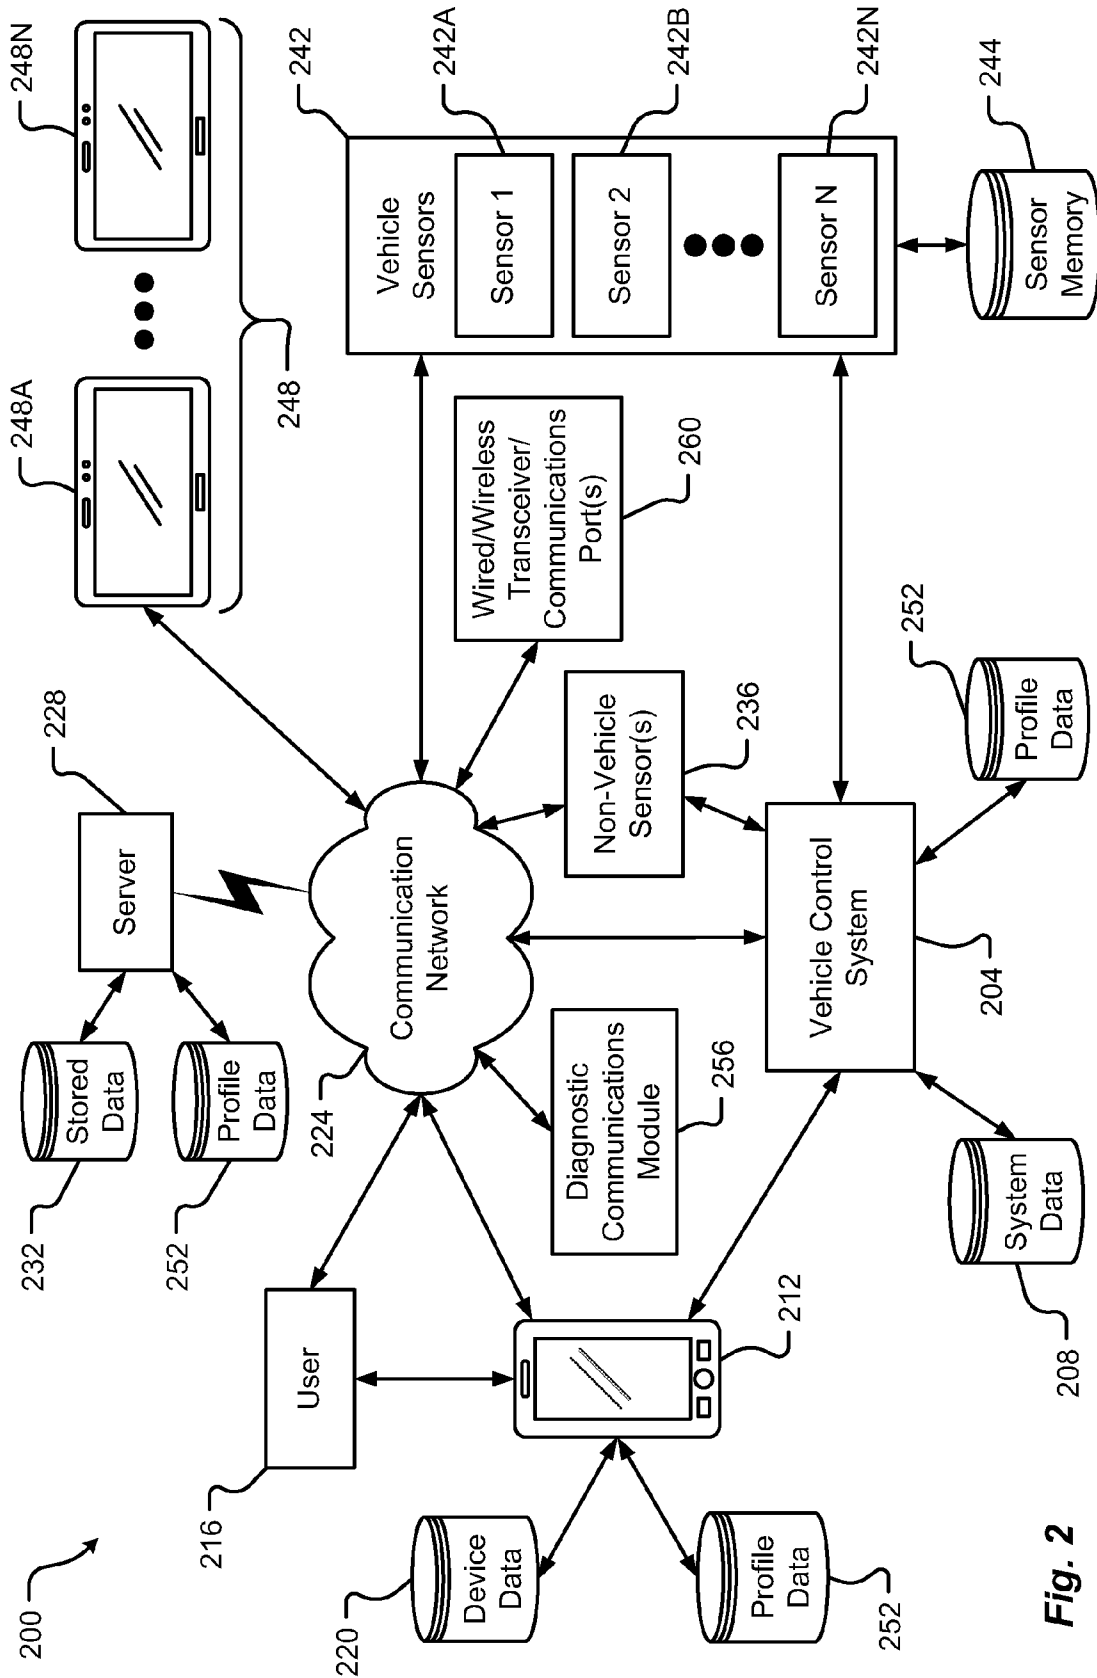 200
216
User
220
Device
Data
Profile
Data
252
212
232
Stored
Data
252
Profile
Data
Server
228
224
Communication
Network
Diagnostic
Communications
Module
256
208
System
Data
Vehicle Control
System
204
252
Profile
Data
Non-Vehicle
Sensor(s)
236
Wired/Wireless
Transceiver/
Communications
Port(s)
260
248A
248N
248
242
Vehicle
Sensors
Sensor 1
242A
Sensor 2
242B
Sensor N
242N
244
Sensor
Memory
Fig. 2